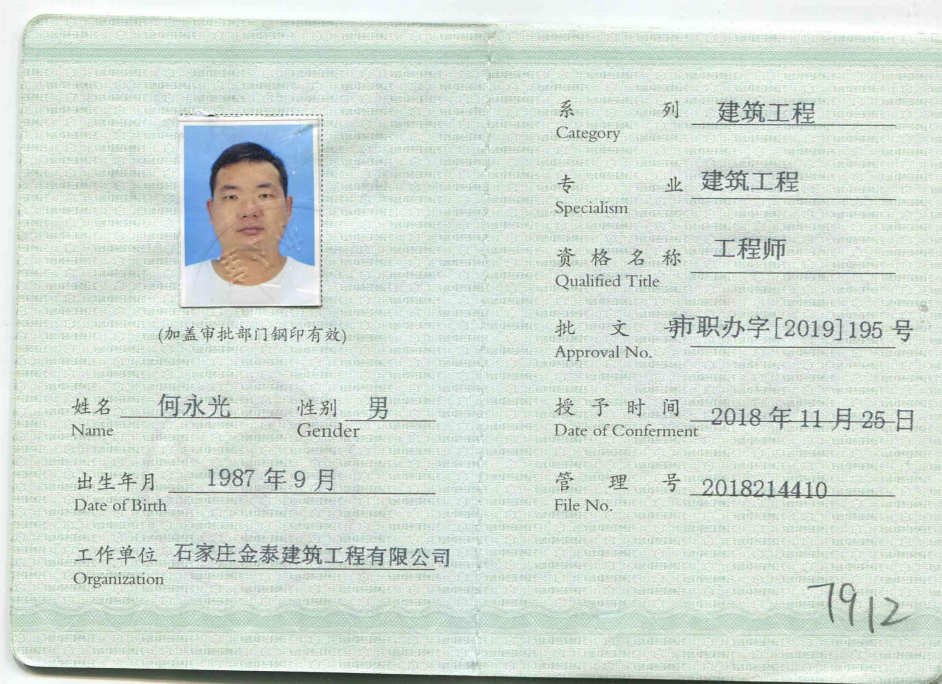 (加盖审批部门钢印有效)
姓名 何永光 性别 男
Name Gender
出生年月 1987年9月
Date of Birth
工作单位 石家庄金泰建筑工程有限公司
Organization
系列 建筑工程
Category
专业 建筑工程
Specialism
资格名称 工程师
Qualified Title
批文号 市职办字[2019]195号
Approval No.
授予时间 2018年11月25日
Date of Conferment
管理号 2018214410
File No.
7912